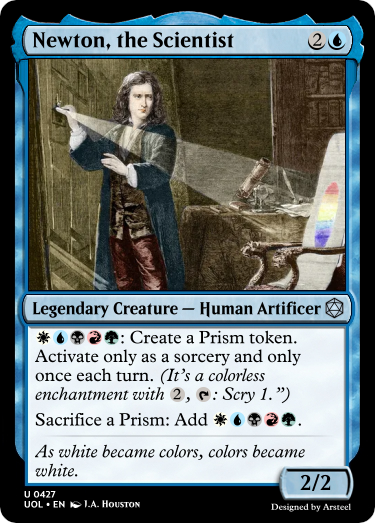 Newton, the Scientist 2
Legendary Creature — Human Artificer
: Create a Prism token.
Activate only as a sorcery and only
once each turn. (It's a colorless
enchantment with 2, : Scry 1.")
Sacrifice a Prism: Add .
As white became colors, colors became
white.
2/2
U 0427
UOL • EN J.A. Houston
Designed by Arsteel